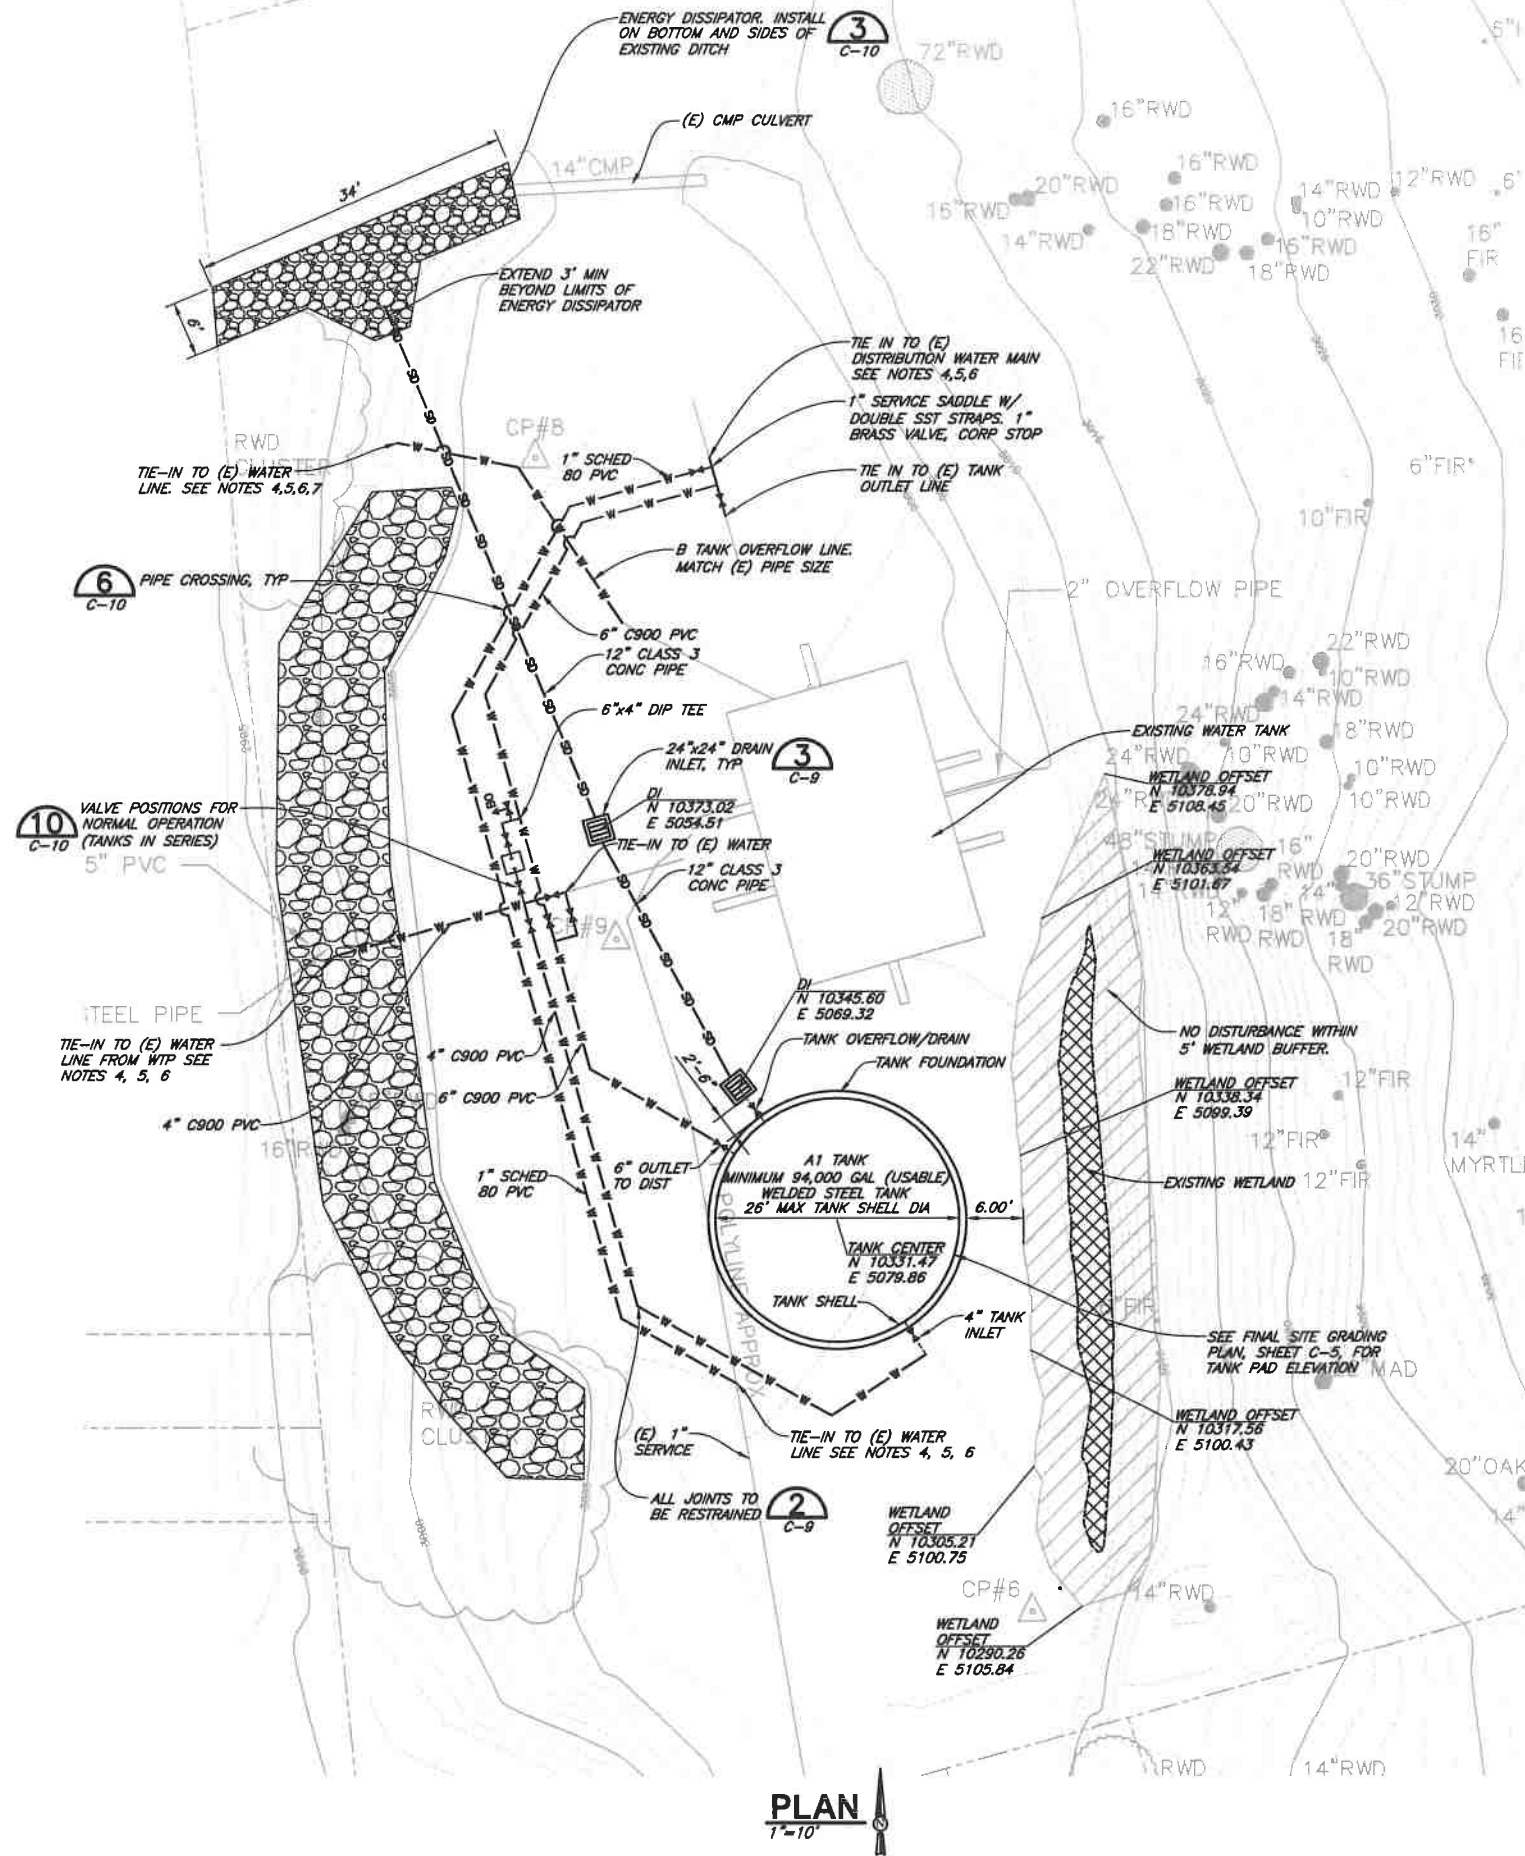 ENERGY DISSIPATOR. INSTALL
ON BOTTOM AND SIDES OF
EXISTING DITCH
3
C-10
72"RWD
(E) CMP CULVERT
14"CMP
34'
9'
EXTEND 3' MIN
BEYOND LIMITS OF
ENERGY DISSIPATOR
16"RWD
16"RWD
20"RWD
16"RWD
14"RWD
12"RWD
10"RWD
14"RWD
18"RWD
22"RWD
18"RWD
16"
FIR
TIE IN TO (E)
DISTRIBUTION WATER MAIN
SEE NOTES 4,5,6
1" SERVICE SADDLE W/
DOUBLE SST STRAPS. 1"
BRASS VALVE, CORP STOP
TIE IN TO (E) TANK
OUTLET LINE
RWD
CLUSTER
CP#8
1" SCHED
80 PVC
TIE-IN TO (E) WATER
LINE. SEE NOTES 4,5,6,7
6"FIR
10"FIR
B TANK OVERFLOW LINE.
MATCH (E) PIPE SIZE
6
C-10
PIPE CROSSING, TYP
2" OVERFLOW PIPE
6" C900 PVC
12" CLASS 3
CONC PIPE
6"x4" DIP TEE
24"x24" DRAIN
INLET, TYP
3
C-9
DI
N 10373.02
E 5054.51
TIE-IN TO (E) WATER
12" CLASS 3
CONC PIPE
22"RWD
16"RWD
10"RWD
14"RWD
24"RWD
18"RWD
EXISTING WATER TANK
24"RWD
10"RWD
10"RWD
10"RWD
WETLAND OFFSET
N 10378.94
E 5108.45
20"RWD
48"STUMP
WETLAND OFFSET
N 10363.54
E 5101.67
16"
RWD
20"RWD
36"STUMP
12"RWD
20"RWD
12"
RWD
18"
RWD
14"
RWD
18"
RWD
10
C-10
VALVE POSITIONS FOR
NORMAL OPERATION
(TANKS IN SERIES)
5" PVC
CP#9
STEEL PIPE
TIE-IN TO (E) WATER
LINE FROM WTP SEE
NOTES 4, 5, 6
4" C900 PVC
6" C900 PVC
4" C900 PVC
2'-6"
DI
N 10345.60
E 5069.32
TANK OVERFLOW/DRAIN
TANK FOUNDATION
NO DISTURBANCE WITHIN
5' WETLAND BUFFER.
WETLAND OFFSET
N 10338.34
E 5099.39
12"FIR
12"FIR
12"FIR
14"
MYRTLE
1" SCHED
80 PVC
6" OUTLET
TO DIST
A1 TANK
MINIMUM 94,000 GAL (USABLE)
WELDED STEEL TANK
26' MAX TANK SHELL DIA
6.00'
EXISTING WETLAND
TANK CENTER
N 10331.47
E 5079.86
TANK SHELL
4" TANK
INLET
POLYLINE APPROX
SEE FINAL SITE GRADING
PLAN, SHEET C-5, FOR
TANK PAD ELEVATION
MAD
WETLAND OFFSET
N 10317.56
E 5100.43
(E) 1"
SERVICE
TIE-IN TO (E) WATER
LINE SEE NOTES 4, 5, 6
ALL JOINTS TO
BE RESTRAINED
2
C-9
WETLAND
OFFSET
N 10305.21
E 5100.75
20"OAK
14"
CP#6
14"RWD
WETLAND
OFFSET
N 10290.26
E 5105.84
RWD
14"RWD
PLAN
1"=10'
N